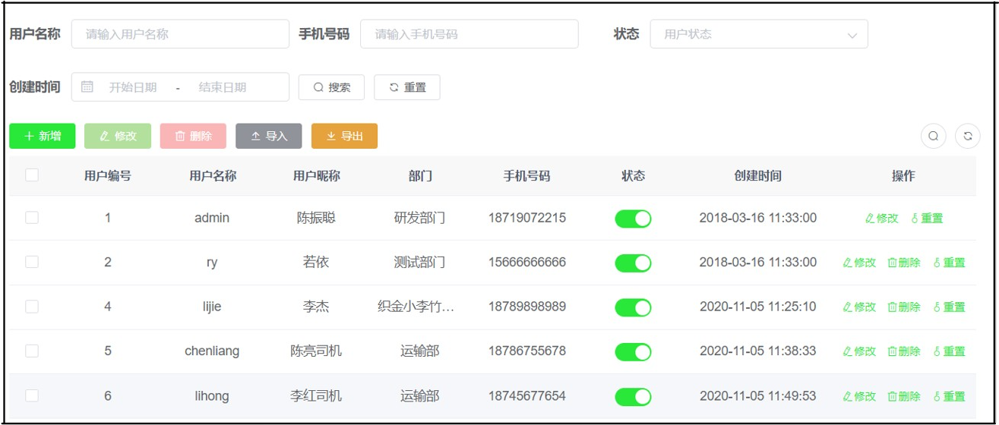 用户名称 请输入用户名称 手机号码 请输入手机号码 状态 用户状态
创建时间 开始日期 - 结束日期 搜索 重置
新增 修改 删除 导入 导出
用户编号 用户名称 用户昵称 部门 手机号码 状态 创建时间 操作
1 admin 陈振聪 研发部门 18719072215 2018-03-16 11:33:00 修改 重置
2 ry 若依 测试部门 15666666666 2018-03-16 11:33:00 修改 删除 重置
4 lijie 李杰 织金小李竹... 18789898989 2020-11-05 11:25:10 修改 删除 重置
5 chenliang 陈亮司机 运输部 18786755678 2020-11-05 11:38:33 修改 删除 重置
6 lihong 李红司机 运输部 18745677654 2020-11-05 11:49:53 修改 删除 重置